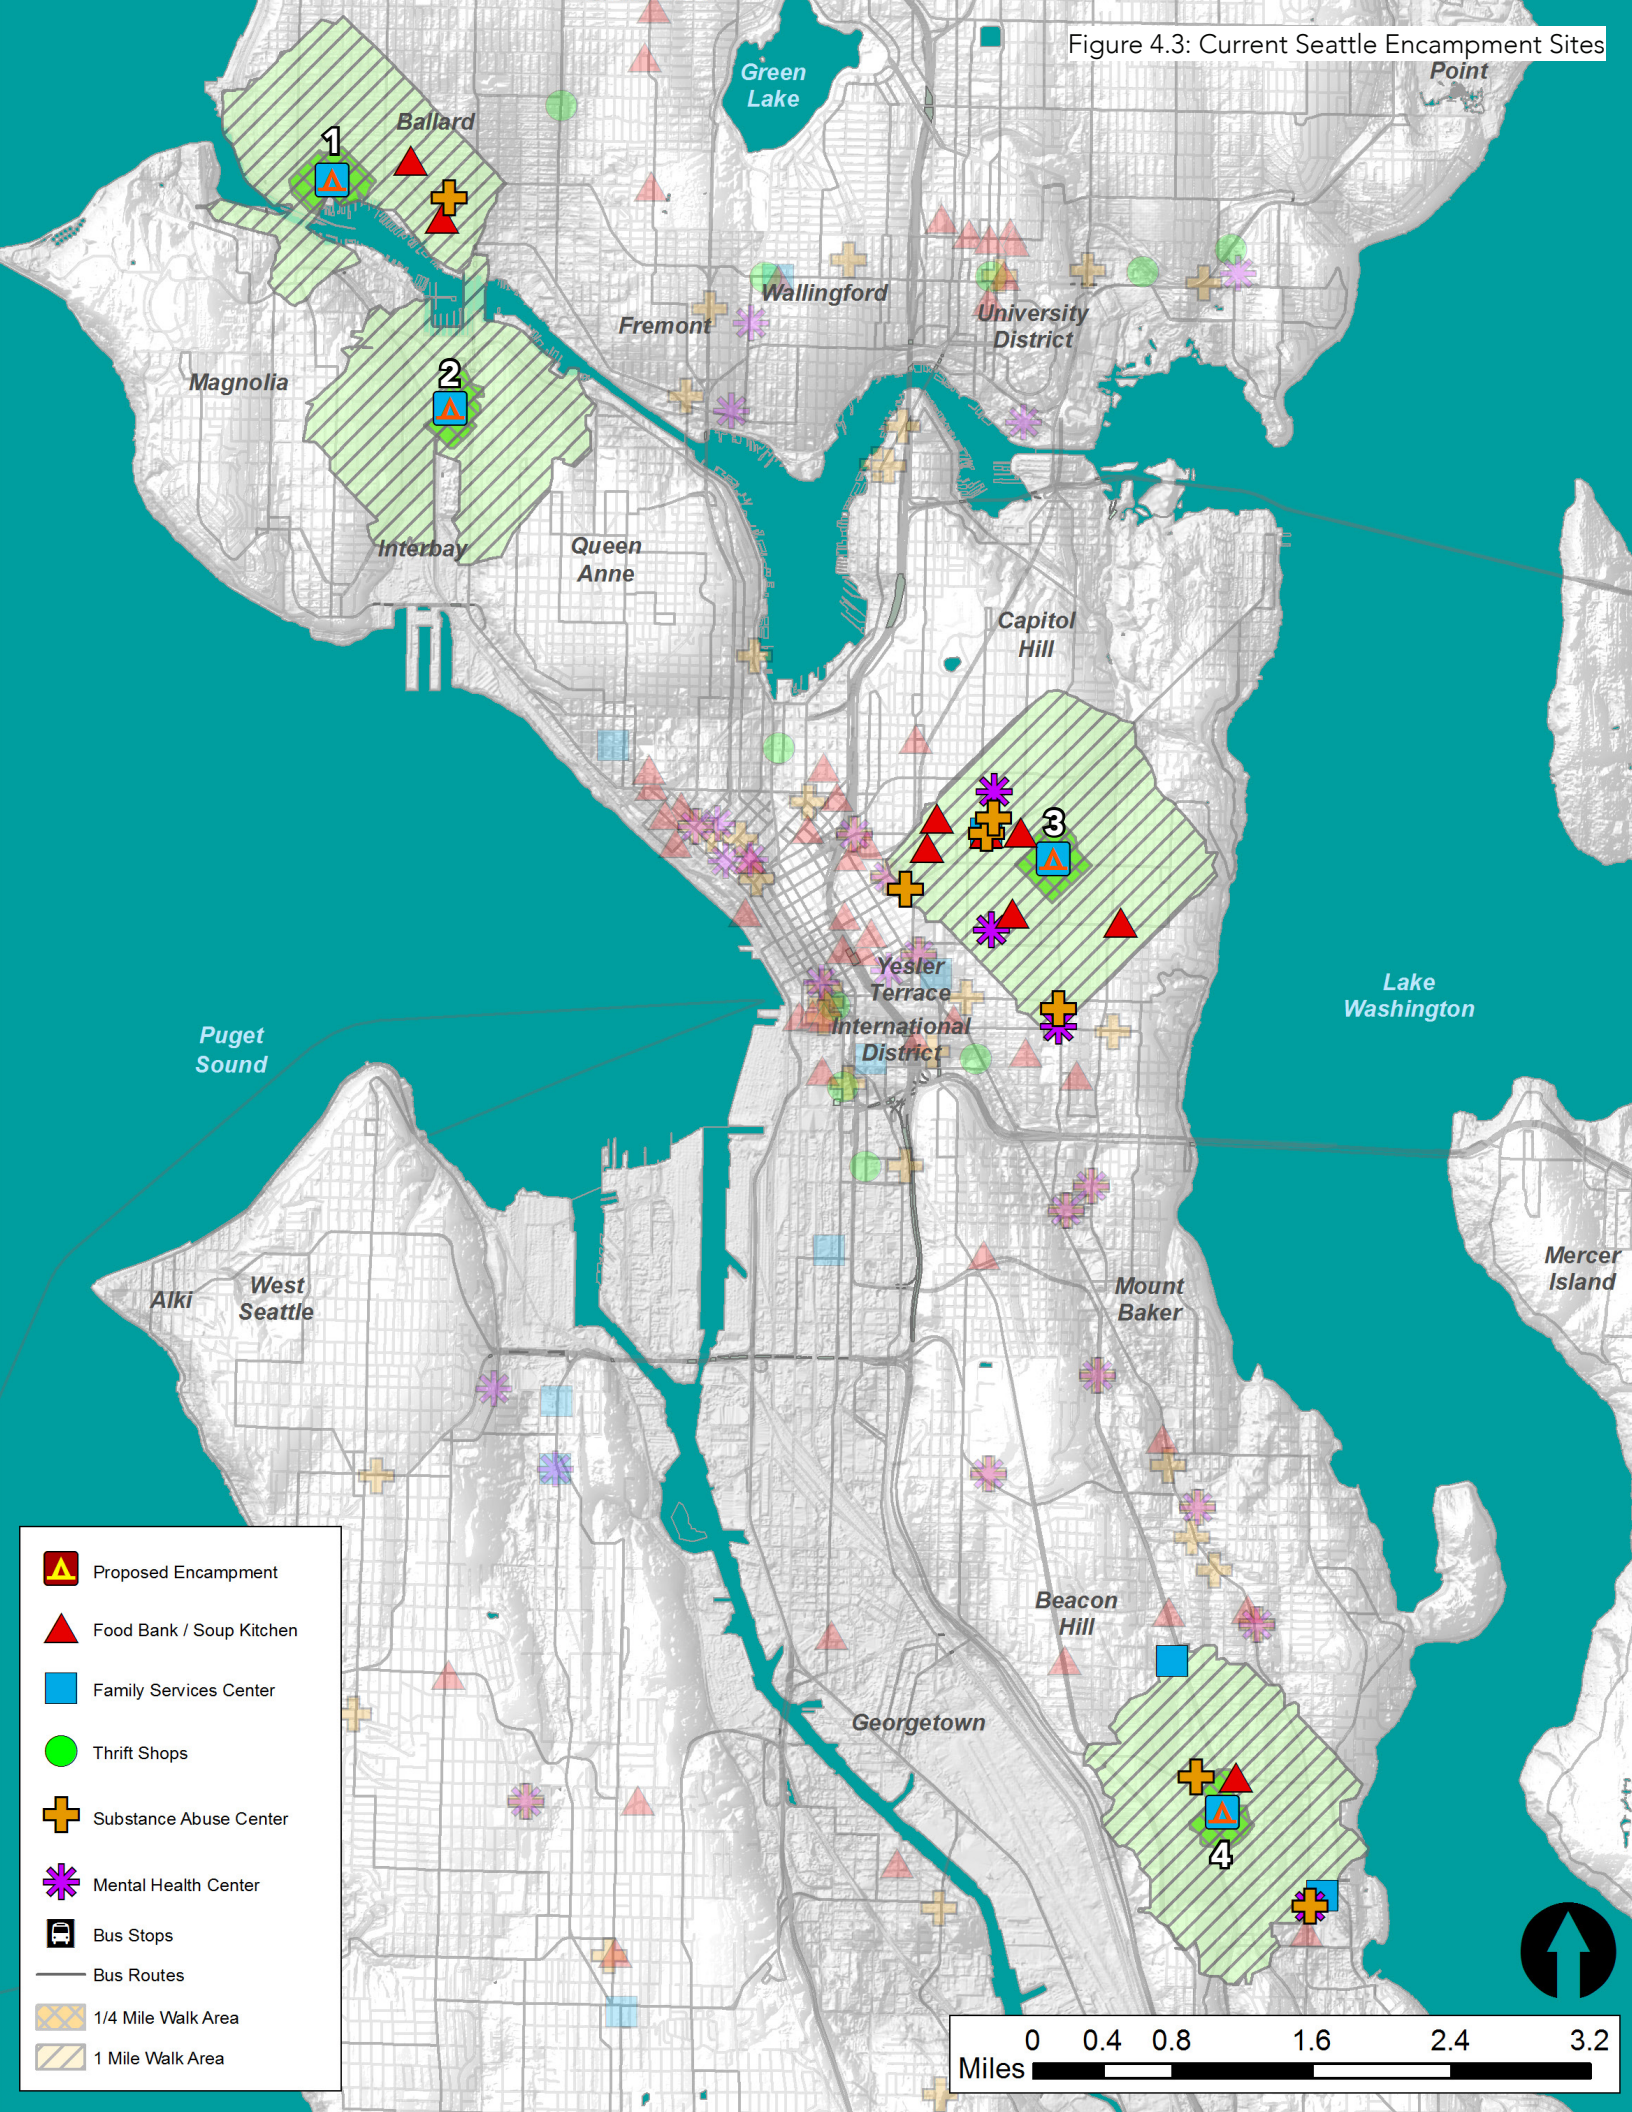 Figure 4.3: Current Seattle Encampment Sites
Point
Green
Lake
Ballard
1
Wallingford
Fremont
University
District
Magnolia
2
Interbay
Queen
Anne
Capitol
Hill
3
Yesler
Terrace
International
District
Lake
Washington
Puget
Sound
Alki
West
Seattle
Mount
Baker
Mercer
Island
Beacon
Hill
Georgetown
4
Proposed Encampment
Food Bank / Soup Kitchen
Family Services Center
Thrift Shops
Substance Abuse Center
Mental Health Center
Bus Stops
Bus Routes
1/4 Mile Walk Area
1 Mile Walk Area
0 0.4 0.8 1.6 2.4 3.2
Miles